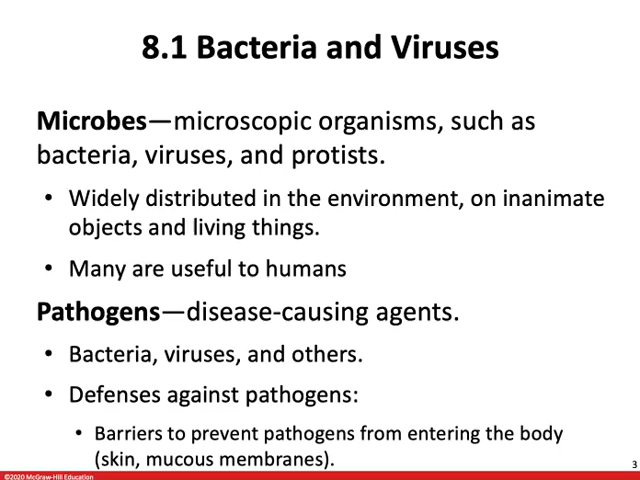 8.1 Bacteria and Viruses
Microbes—microscopic organisms, such as
bacteria, viruses, and protists.
• Widely distributed in the environment, on inanimate
objects and living things.
• Many are useful to humans
Pathogens—disease-causing agents.
• Bacteria, viruses, and others.
• Defenses against pathogens:
• Barriers to prevent pathogens from entering the body
(skin, mucous membranes).
3
©2020 McGraw-Hill Education